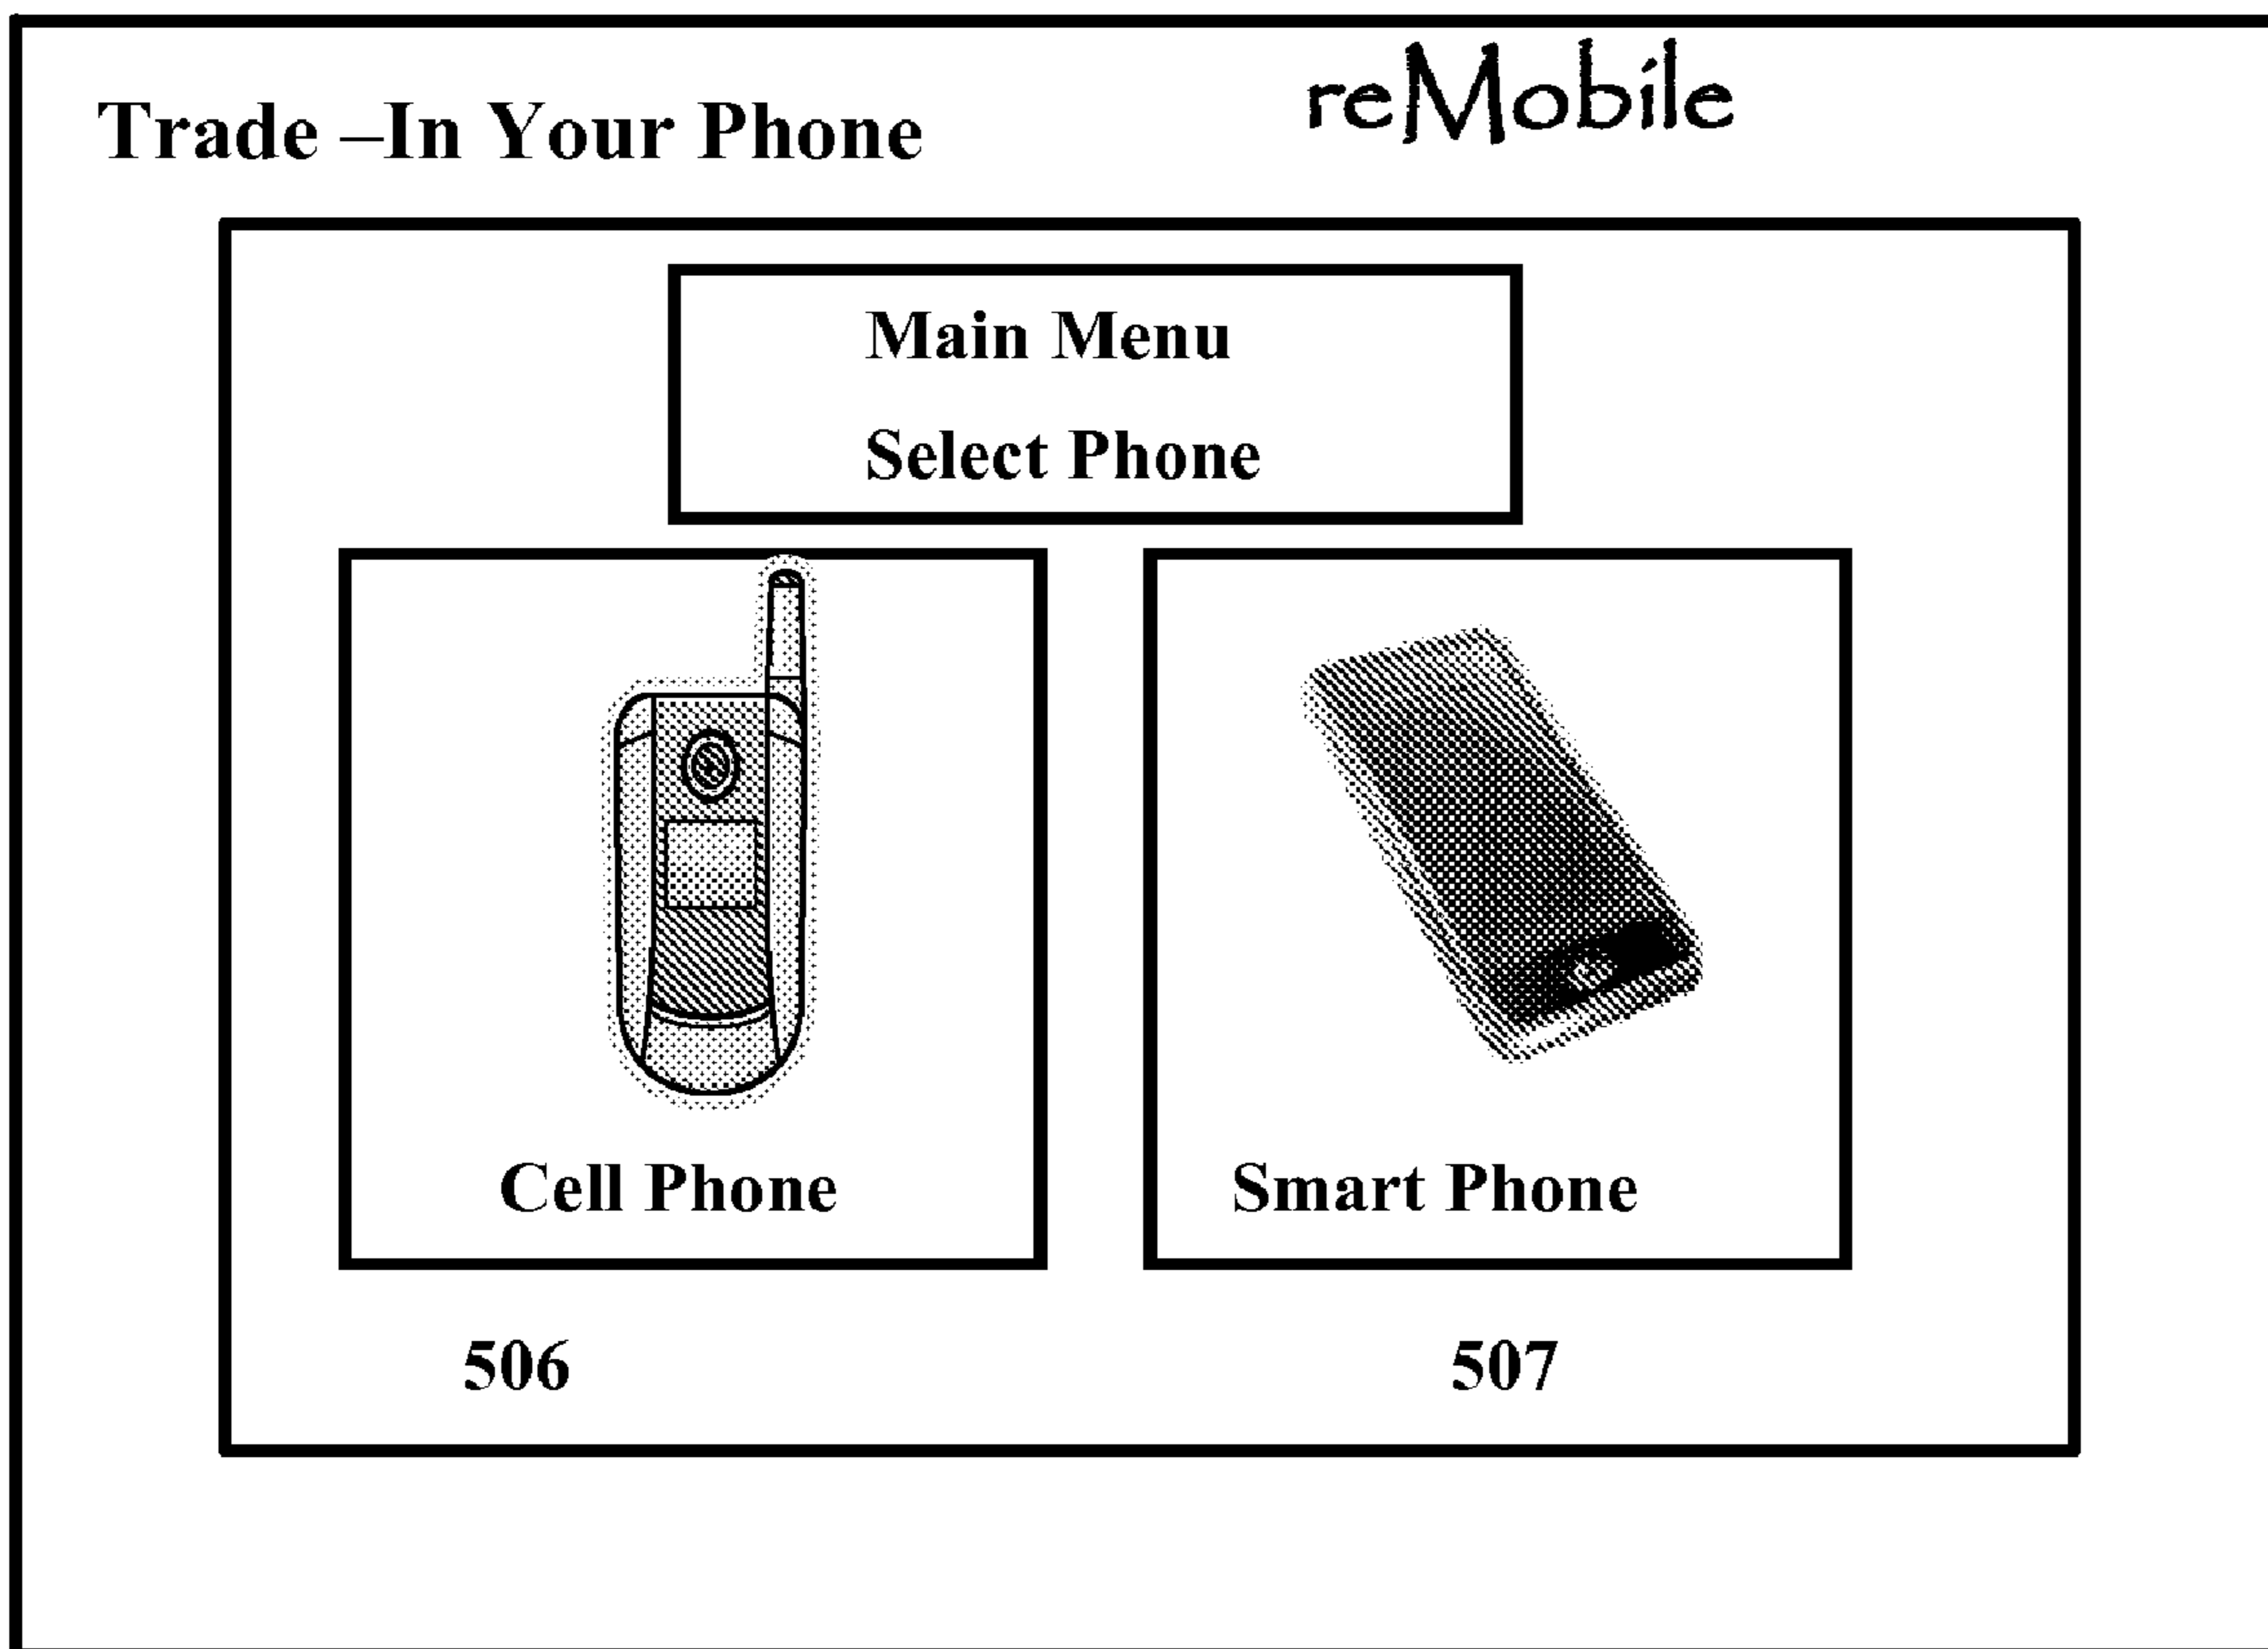 Trade –In Your Phone
reMobile
Main Menu
Select Phone
Cell Phone
Smart Phone
506
507